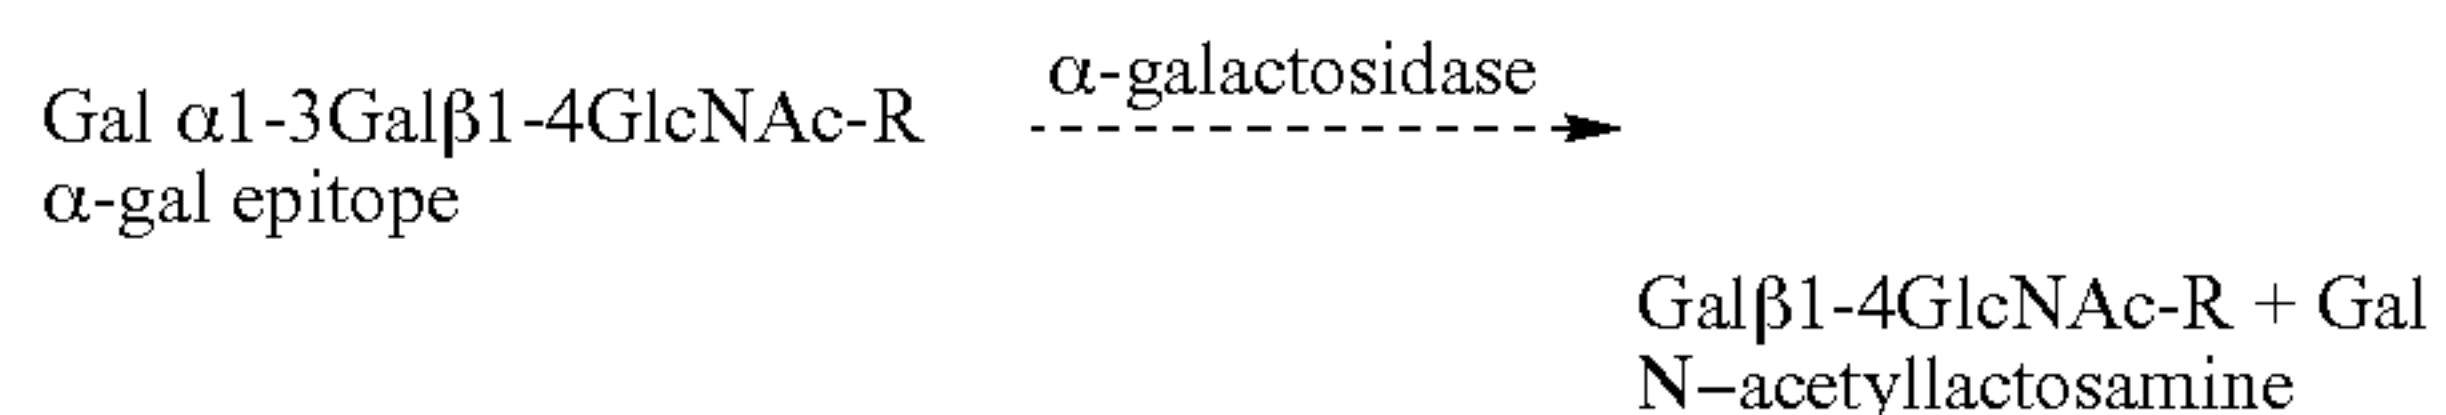 α-galactosidase
Gal α1-3Galβ1-4GlcNAc-R
α-gal epitope
Galβ1-4GlcNAc-R + Gal
N–acetyllactosamine